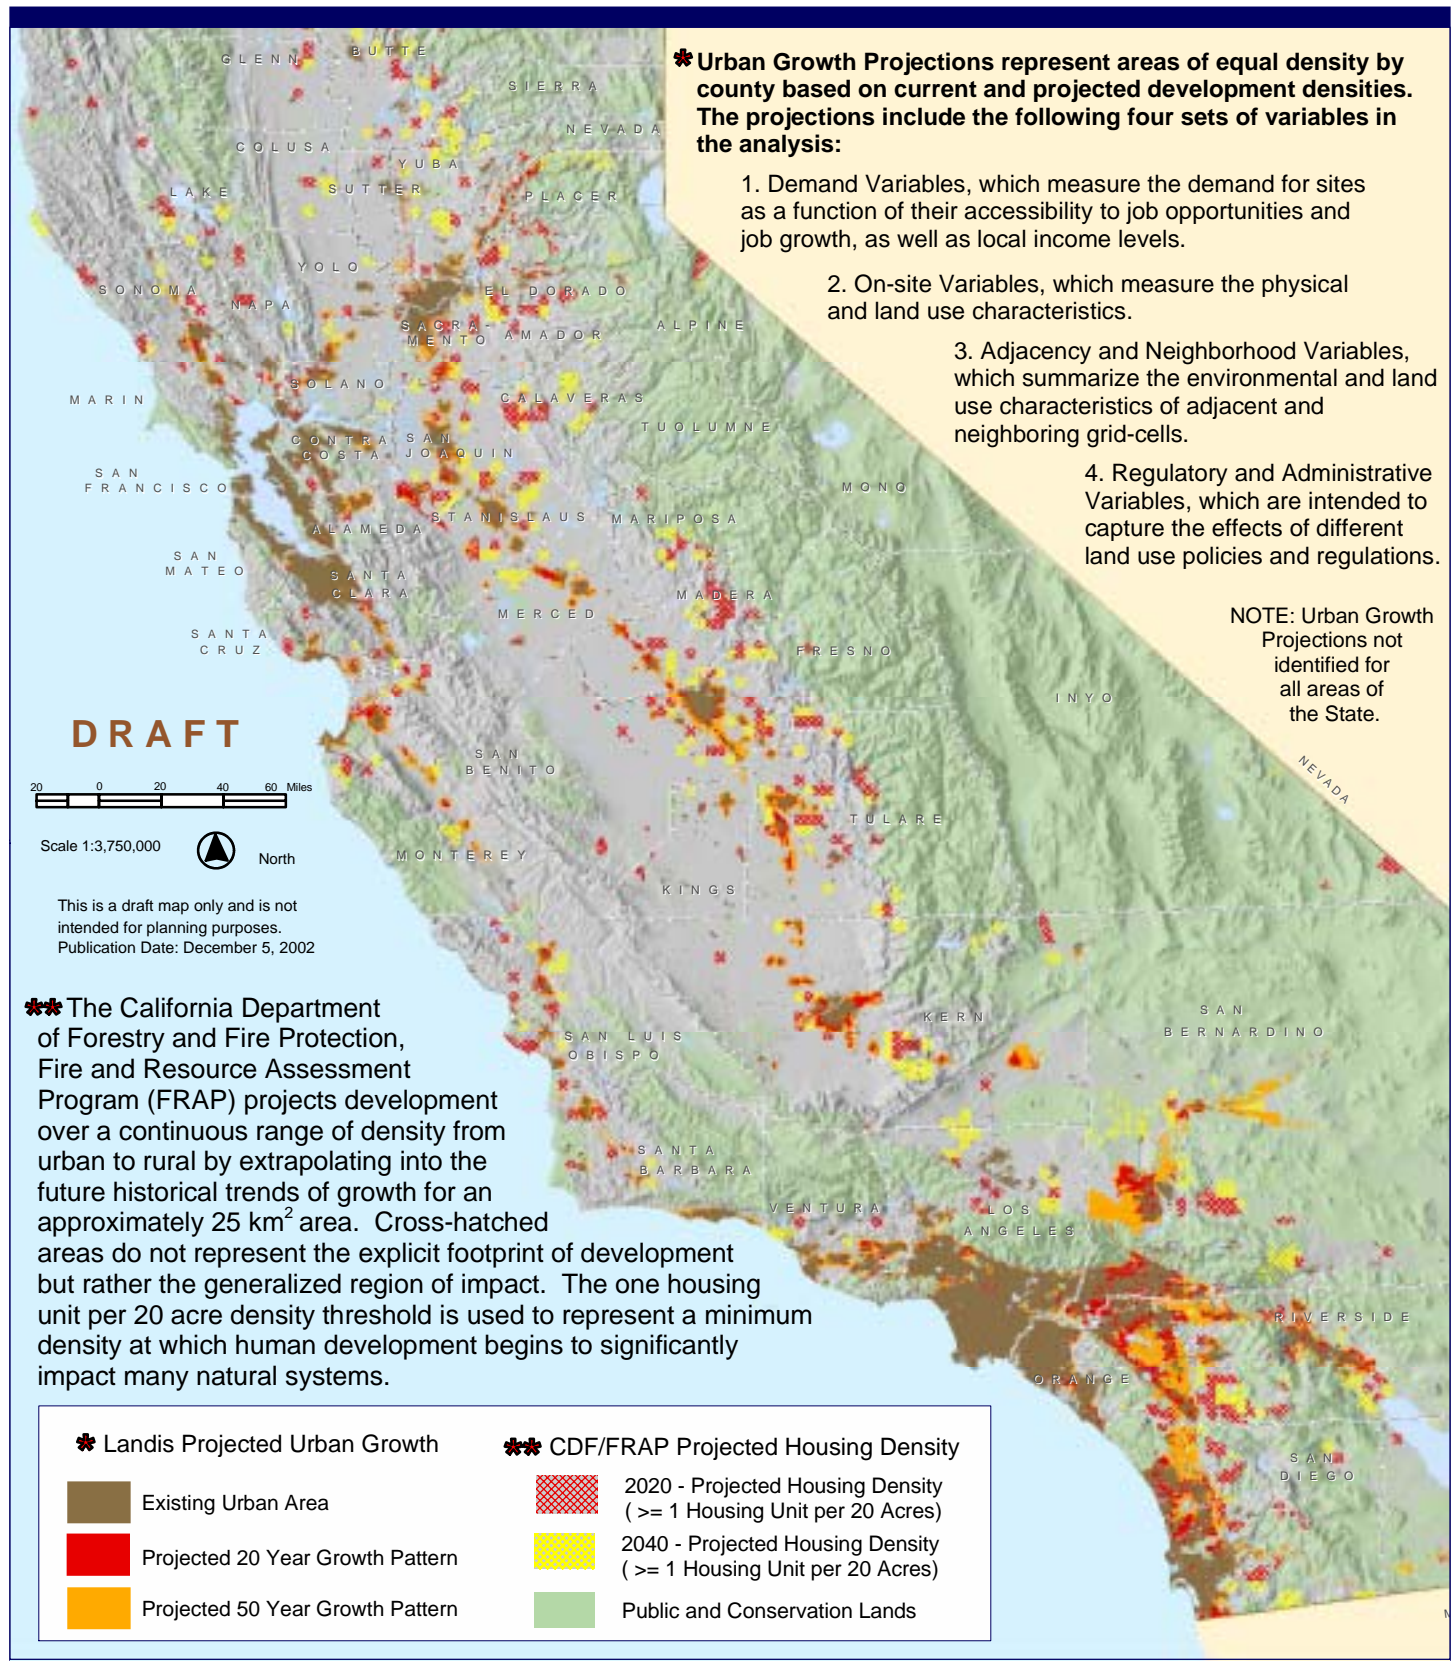 * Urban Growth Projections represent areas of equal density by
county based on current and projected development densities.
The projections include the following four sets of variables in
the analysis:
1. Demand Variables, which measure the demand for sites
as a function of their accessibility to job opportunities and
job growth, as well as local income levels.
2. On-site Variables, which measure the physical
and land use characteristics.
3. Adjacency and Neighborhood Variables,
which summarize the environmental and land
use characteristics of adjacent and
neighboring grid-cells.
4. Regulatory and Administrative
Variables, which are intended to
capture the effects of different
land use policies and regulations.
NOTE: Urban Growth
Projections not
identified for
all areas of
the State.
GLENN
BUTTE
SIERRA
NEVADA
COLUSA
YUBA
LAKE
SUTTER
PLACER
YOLO
SONOMA
NAPA
EL DORADO
SACRA-
MENTO
AMADOR
ALPINE
SOLANO
MARIN
CALAVERAS
TUOLUMNE
CONTRA
COSTA
SAN
JOAQUIN
SAN
FRANCISCO
MONO
ALAMEDA
STANISLAUS
MARIPOSA
SAN
MATEO
SANTA
CLARA
MADERA
MERCED
SANTA
CRUZ
FRESNO
INYO
SAN
BENITO
NEVADA
TULARE
MONTEREY
KINGS
SAN LUIS
OBISPO
KERN
SAN
BERNARDINO
SANTA
BARBARA
VENTURA
LOS
ANGELES
RIVERSIDE
ORANGE
SAN
DIEGO
M
DRAFT
20 0 20 40 60 Miles
Scale 1:3,750,000
North
This is a draft map only and is not
intended for planning purposes.
Publication Date: December 5, 2002
** The California Department
of Forestry and Fire Protection,
Fire and Resource Assessment
Program (FRAP) projects development
over a continuous range of density from
urban to rural by extrapolating into the
future historical trends of growth for an
approximately 25 km² area. Cross-hatched
areas do not represent the explicit footprint of development
but rather the generalized region of impact. The one housing
unit per 20 acre density threshold is used to represent a minimum
density at which human development begins to significantly
impact many natural systems.
* Landis Projected Urban Growth
Existing Urban Area
Projected 20 Year Growth Pattern
Projected 50 Year Growth Pattern
** CDF/FRAP Projected Housing Density
2020 - Projected Housing Density
( >= 1 Housing Unit per 20 Acres)
2040 - Projected Housing Density
( >= 1 Housing Unit per 20 Acres)
Public and Conservation Lands